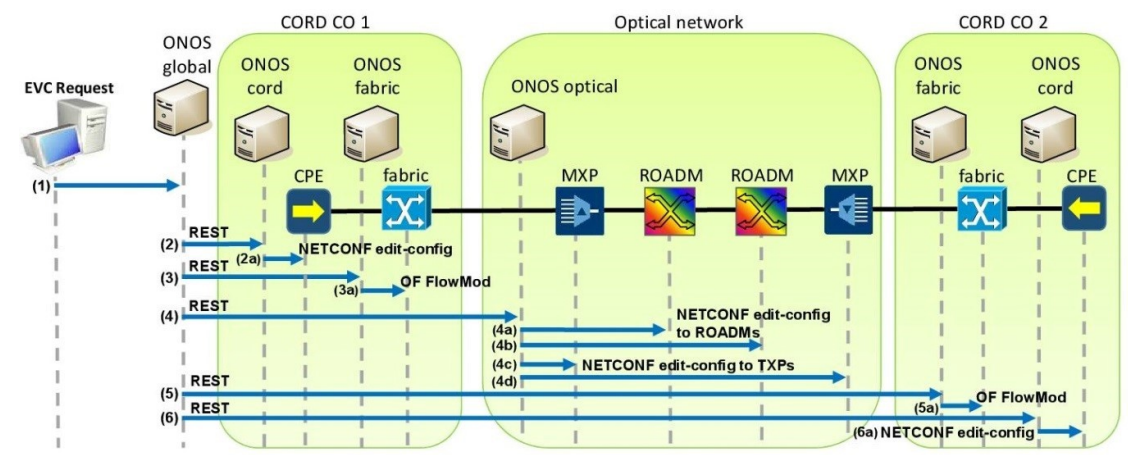 CORD CO 1
Optical network
CORD CO 2
ONOS
global
ONOS
cord
ONOS
fabric
ONOS optical
ONOS
fabric
ONOS
cord
EVC Request
CPE
fabric
MXP
ROADM
ROADM
MXP
fabric
CPE
(1)
REST
(2)
(2a)
NETCONF edit-config
REST
(3)
(3a)
OF FlowMod
REST
(4)
(4a)
NETCONF edit-config
to ROADMs
(4b)
(4c)
NETCONF edit-config to TXPs
(4d)
REST
(5)
(5a)
OF FlowMod
REST
(6)
(6a) NETCONF edit-config